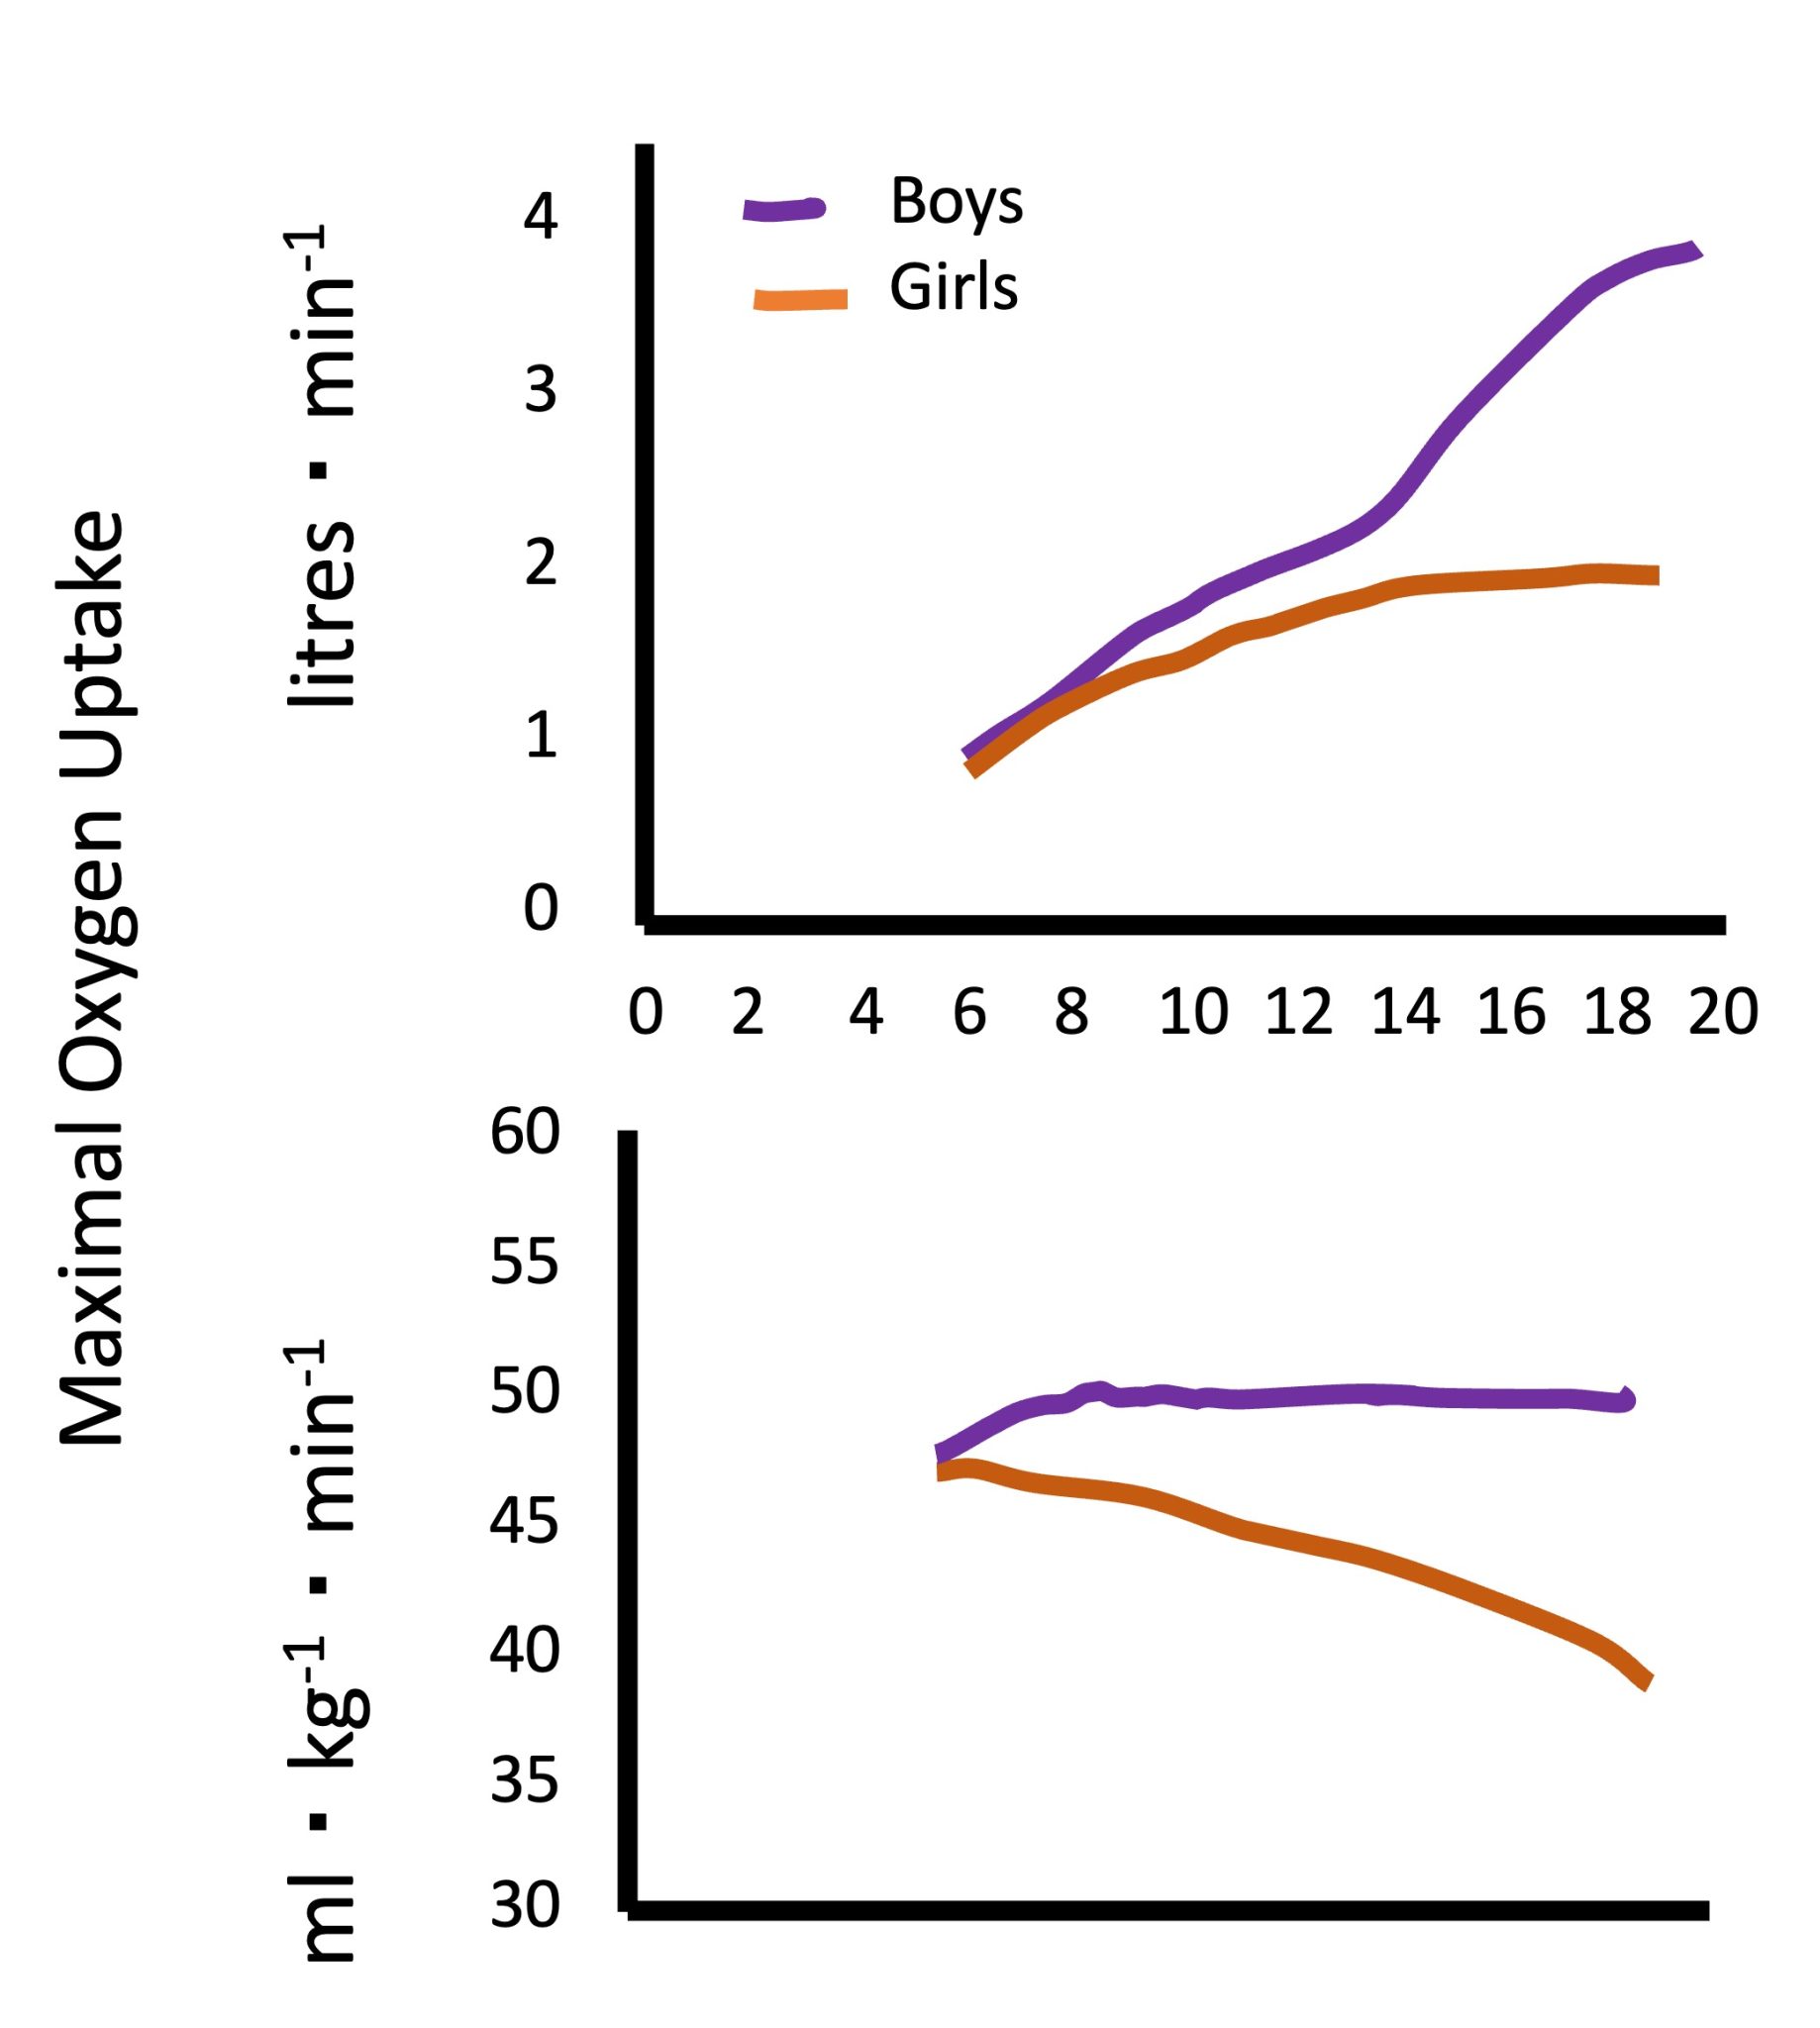 Maximal Oxygen Uptake
litres ▪ min⁻¹
4
3
2
1
0
Boys
Girls
0 2 4 6 8 10 12 14 16 18 20
ml ▪ kg⁻¹ ▪ min⁻¹
60
55
50
45
40
35
30